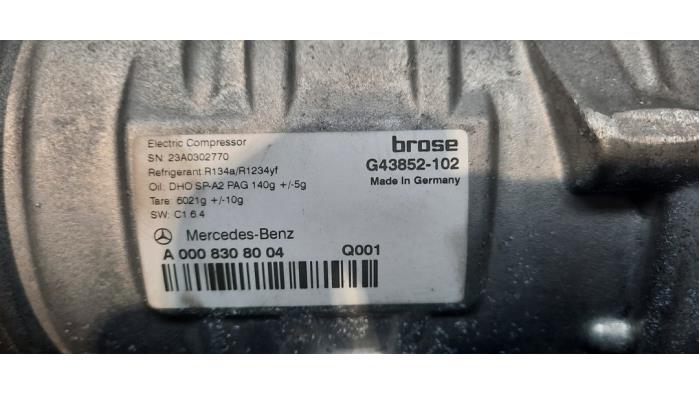 Electric Compressor
SN 23A0302770
Refrigerant R134a/R1234yf
Oil: DHO SP-A2 PAG 140g +/-5g
Tare 6021g +/-10g
SW: C1 6.4
brose
G43852-102
Made in Germany
Mercedes-Benz
A 000 830 80 04 Q001